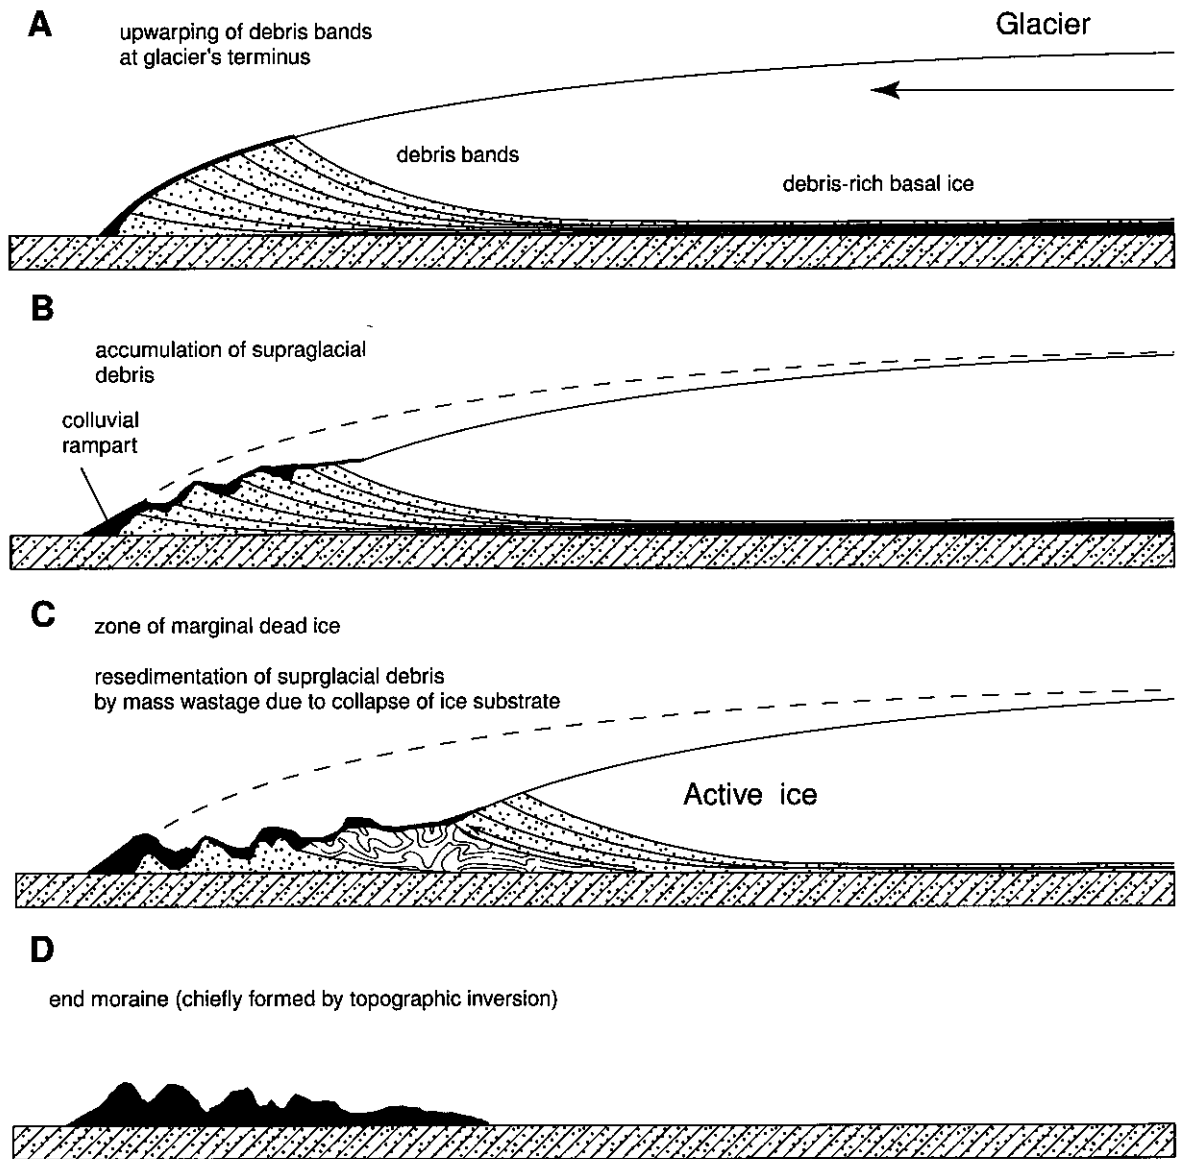 A
upwarping of debris bands
at glacier's terminus
Glacier
debris bands
debris-rich basal ice
B
accumulation of supraglacial
debris
colluvial
rampart
C
zone of marginal dead ice
resedimentation of suprglacial debris
by mass wastage due to collapse of ice substrate
Active ice
D
end moraine (chiefly formed by topographic inversion)